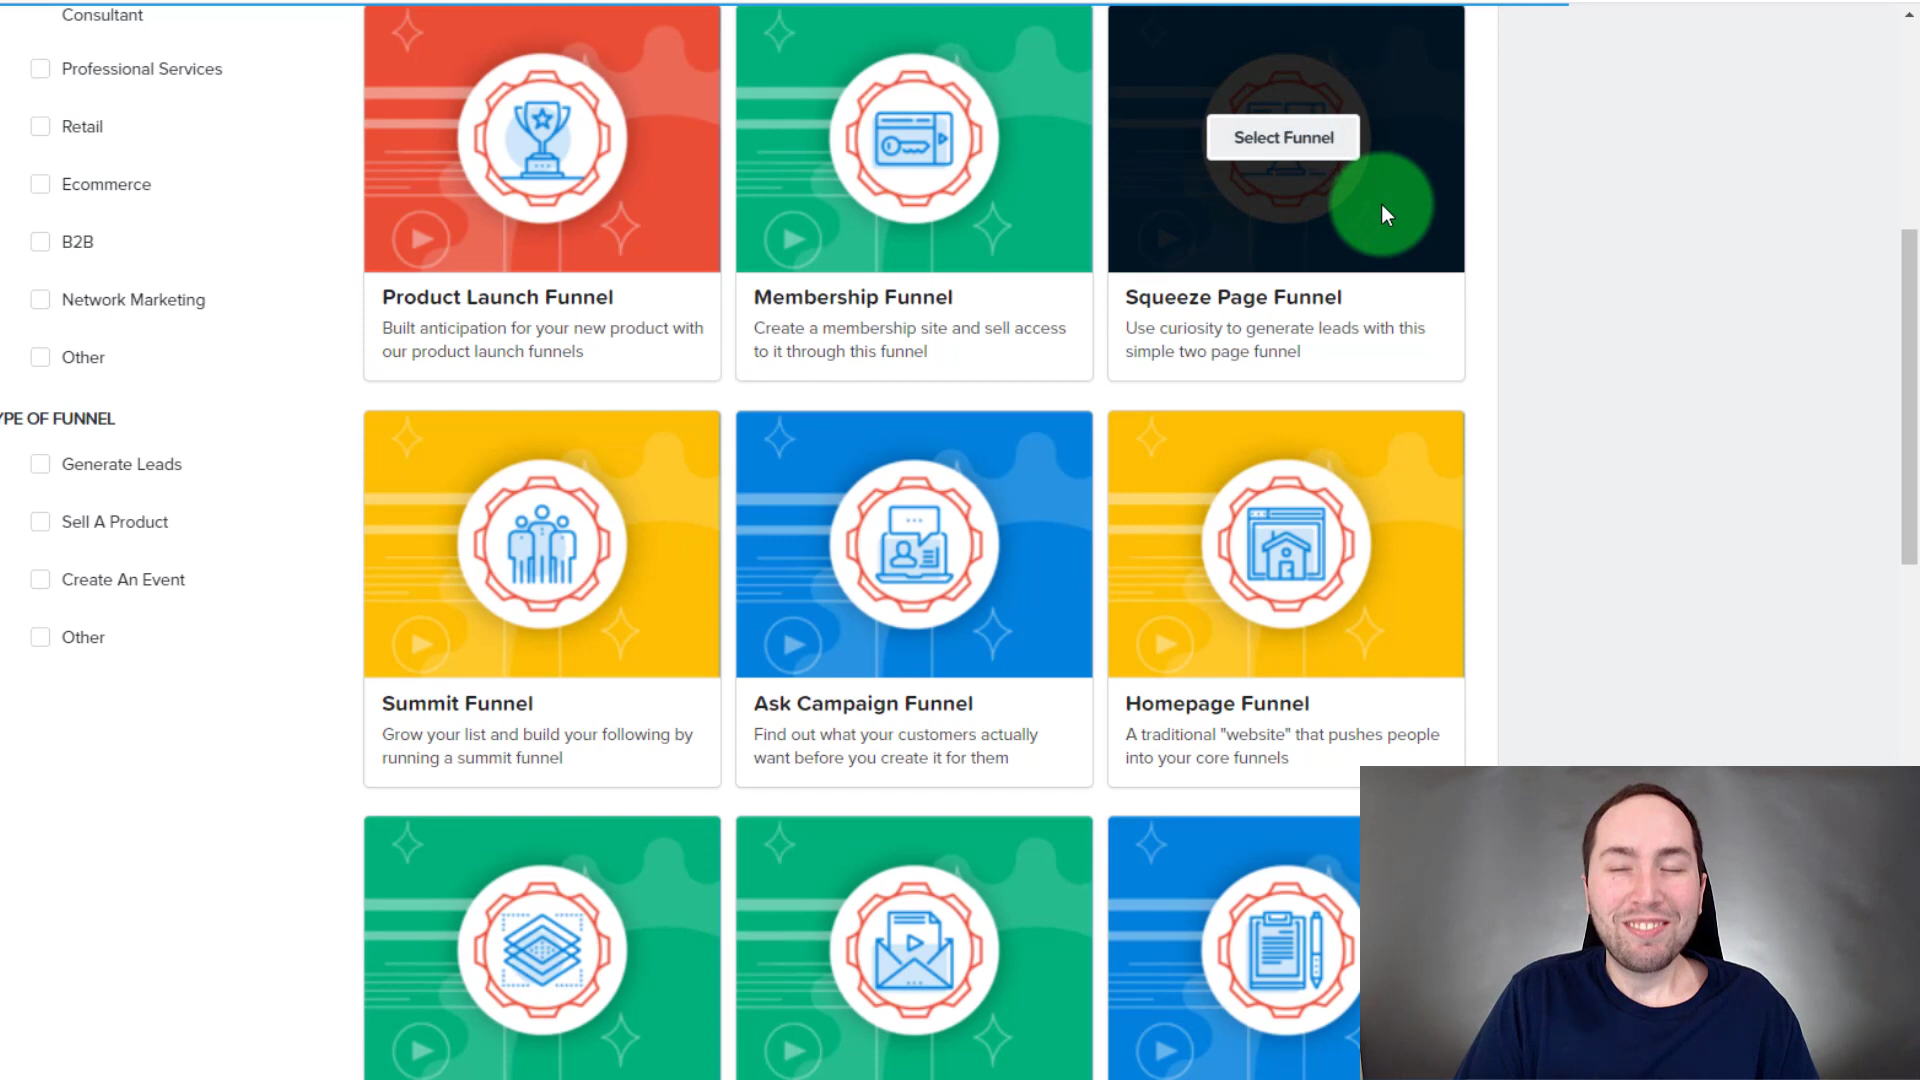 Consultant
Professional Services
Retail
Ecommerce
B2B
Network Marketing
Other
YPE OF FUNNEL
Generate Leads
Sell A Product
Create An Event
Other
Product Launch Funnel
Built anticipation for your new product with
our product launch funnels
Membership Funnel
Create a membership site and sell access
to it through this funnel
Select Funnel
Squeeze Page Funnel
Use curiosity to generate leads with this
simple two page funnel
Summit Funnel
Grow your list and build your following by
running a summit funnel
Ask Campaign Funnel
Find out what your customers actually
want before you create it for them
Homepage Funnel
A traditional "website" that pushes people
into your core funnels